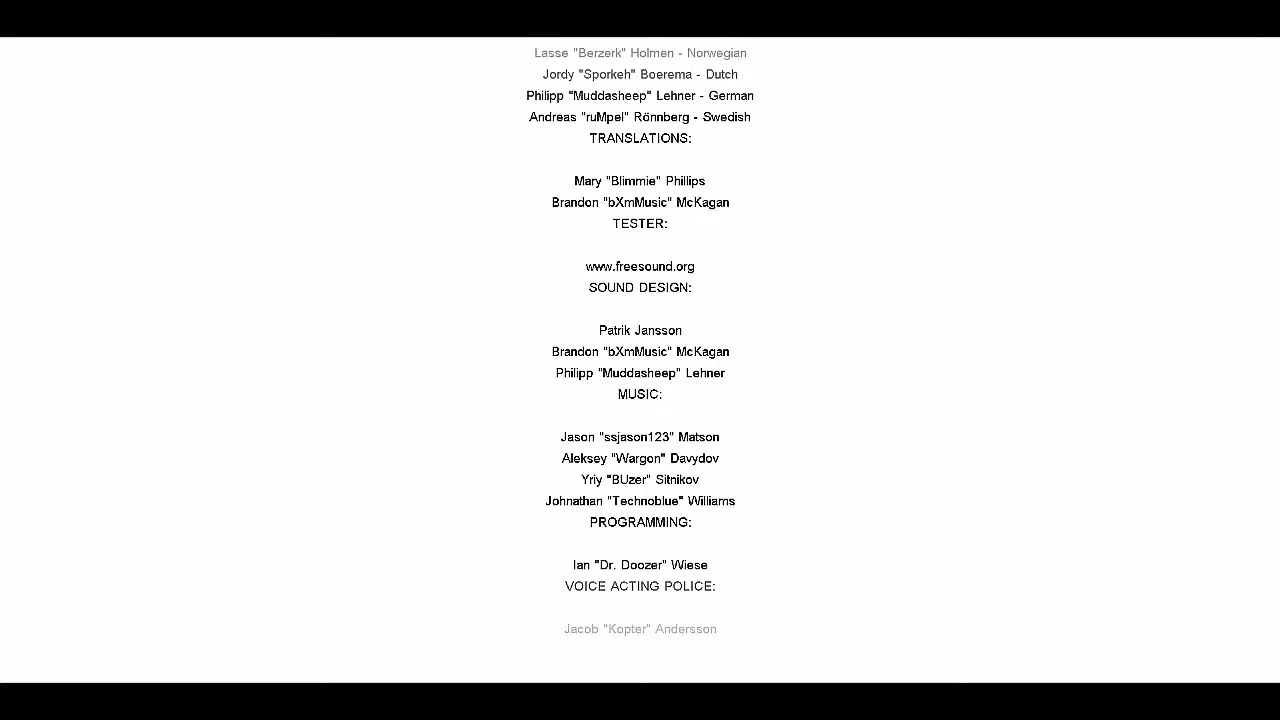 Lasse "Berzerk" Holmen - Norwegian
Jordy "Sporkeh" Boerema - Dutch
Philipp "Muddasheep" Lehner - German
Andreas "ruMpel" Rönnberg - Swedish
TRANSLATIONS:
Mary "Blimmie" Phillips
Brandon "bXmMusic" McKagan
TESTER:
www.freesound.org
SOUND DESIGN:
Patrik Jansson
Brandon "bXmMusic" McKagan
Philipp "Muddasheep" Lehner
MUSIC:
Jason "ssjason123" Matson
Aleksey "Wargon" Davydov
Yriy "BUzer" Sitnikov
Johnathan "Technoblue" Williams
PROGRAMMING:
Ian "Dr. Doozer" Wiese
VOICE ACTING POLICE:
Jacob "Kopter" Andersson